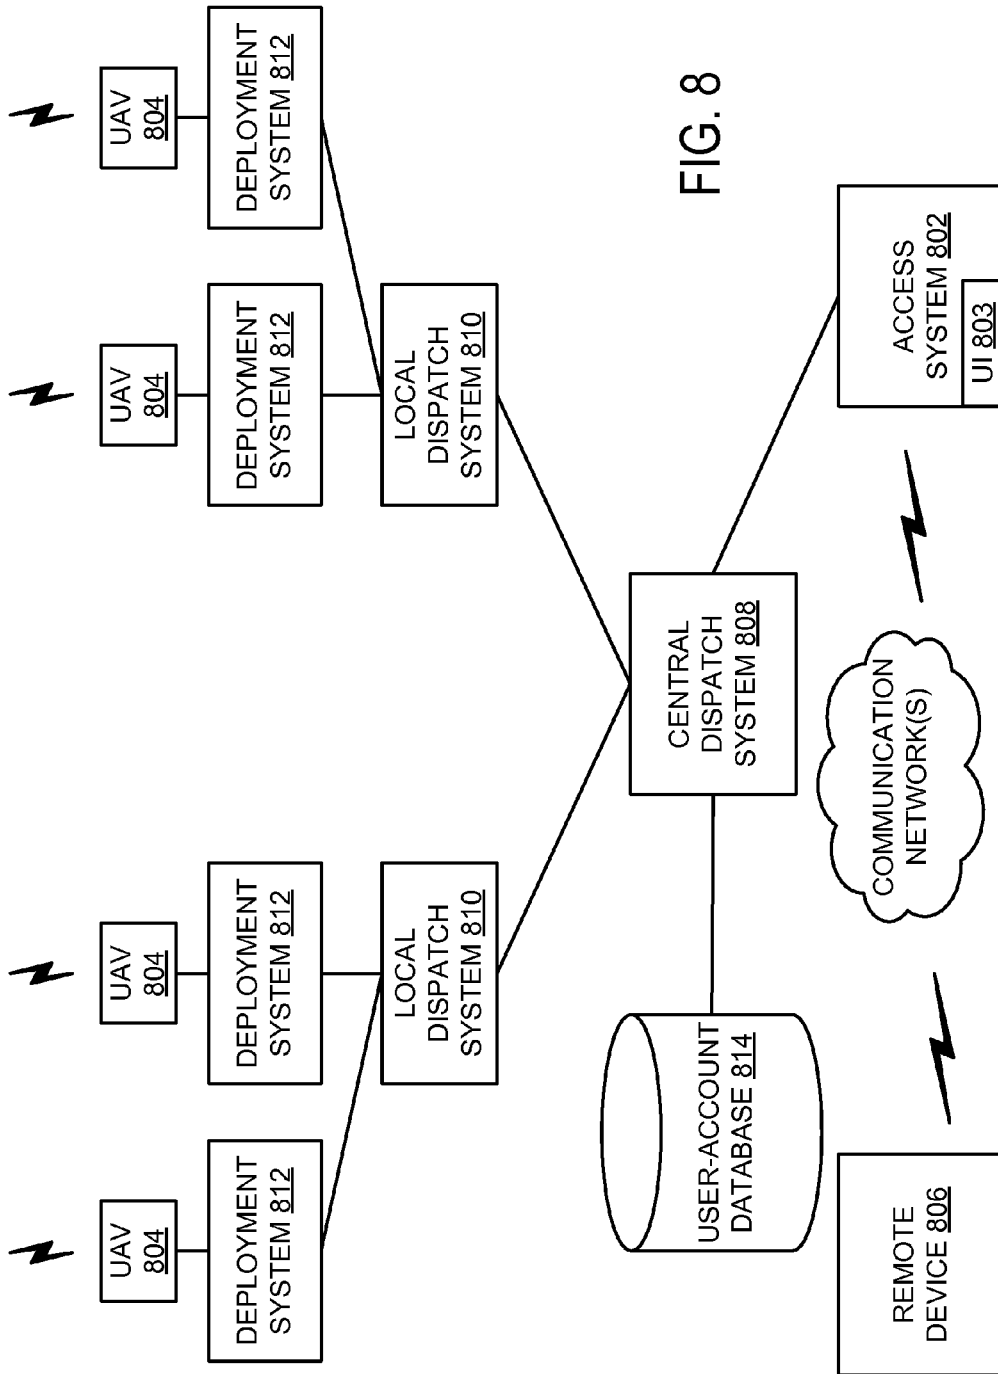 UAV
804
UAV
804
UAV
804
UAV
804
DEPLOYMENT
SYSTEM 812
DEPLOYMENT
SYSTEM 812
DEPLOYMENT
SYSTEM 812
DEPLOYMENT
SYSTEM 812
LOCAL
DISPATCH
SYSTEM 810
LOCAL
DISPATCH
SYSTEM 810
USER-ACCOUNT
DATABASE 814
CENTRAL
DISPATCH
SYSTEM 808
FIG. 8
REMOTE
DEVICE 806
COMMUNICATION
NETWORK(S)
ACCESS
SYSTEM 802
UI 803